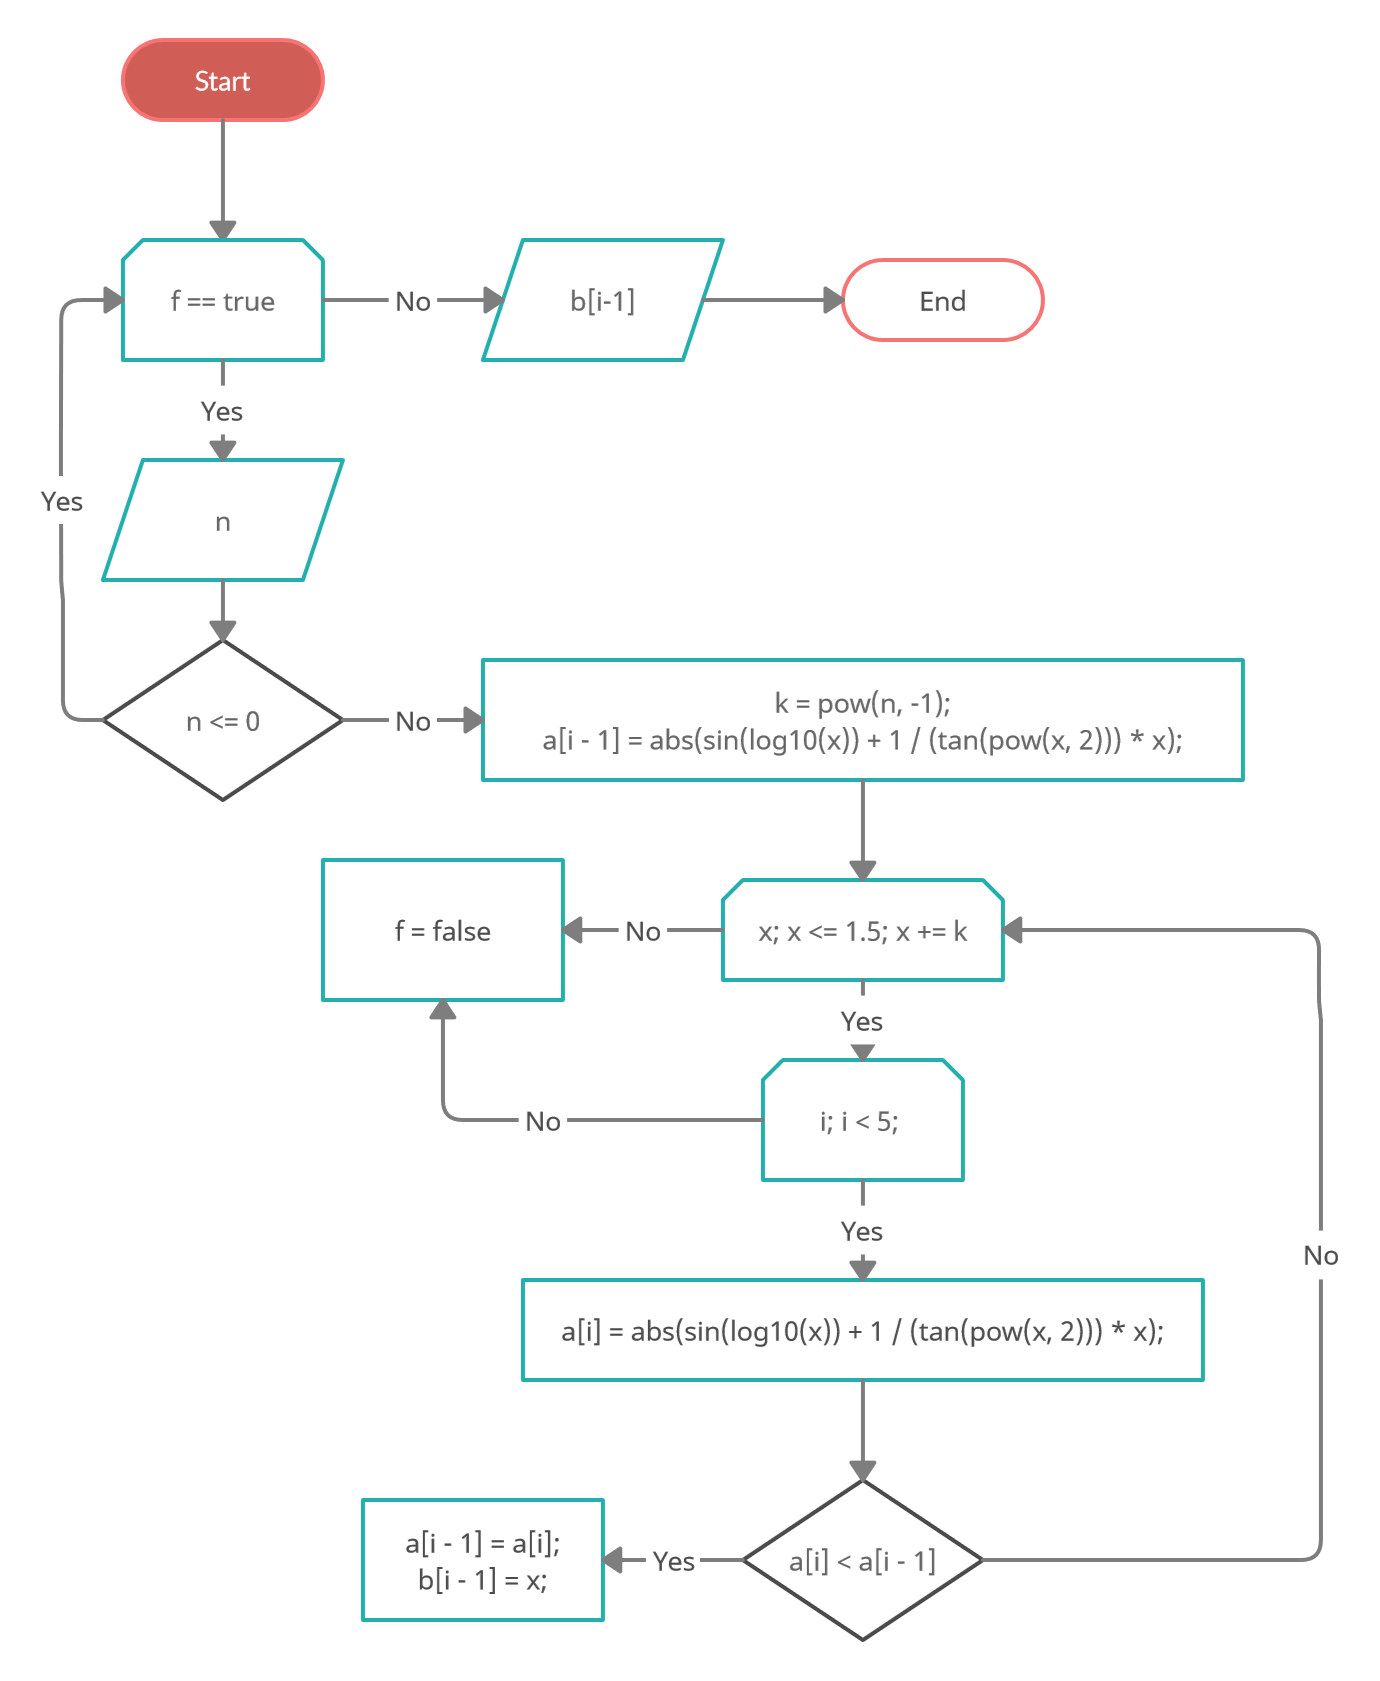 Start
f == true
No
b[i-1]
End
Yes
Yes
n
n <= 0
No
k = pow(n, -1);
a[i - 1] = abs(sin(log10(x)) + 1 / (tan(pow(x, 2))) * x);
f = false
No
x; x <= 1.5; x += k
Yes
No
i; i < 5;
Yes
No
a[i] = abs(sin(log10(x)) + 1 / (tan(pow(x, 2))) * x);
a[i - 1] = a[i];
b[i - 1] = x;
Yes
a[i] < a[i - 1]